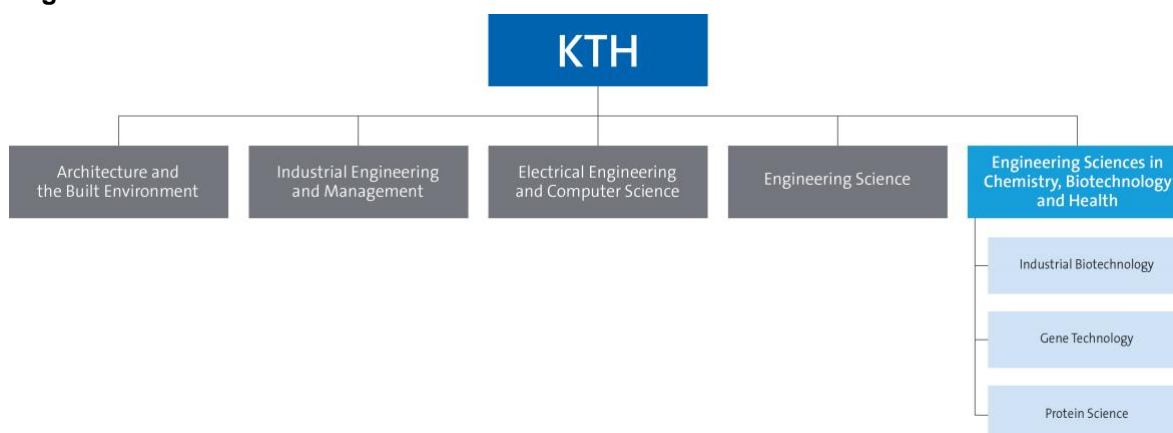 KTH
Architecture and
the Built Environment
Industrial Engineering
and Management
Electrical Engineering
and Computer Science
Engineering Science
Engineering Sciences in
Chemistry, Biotechnology
and Health
Industrial Biotechnology
Gene Technology
Protein Science